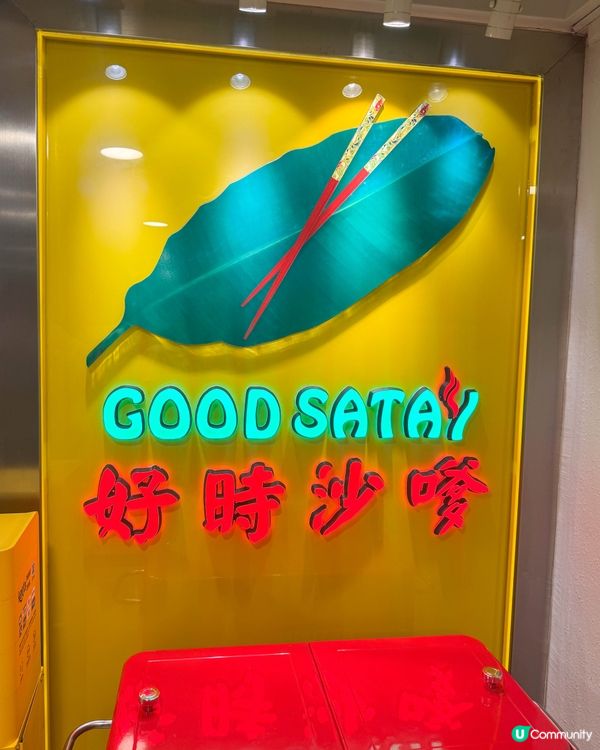 GOOD SATAY
好時沙嗲
U Community